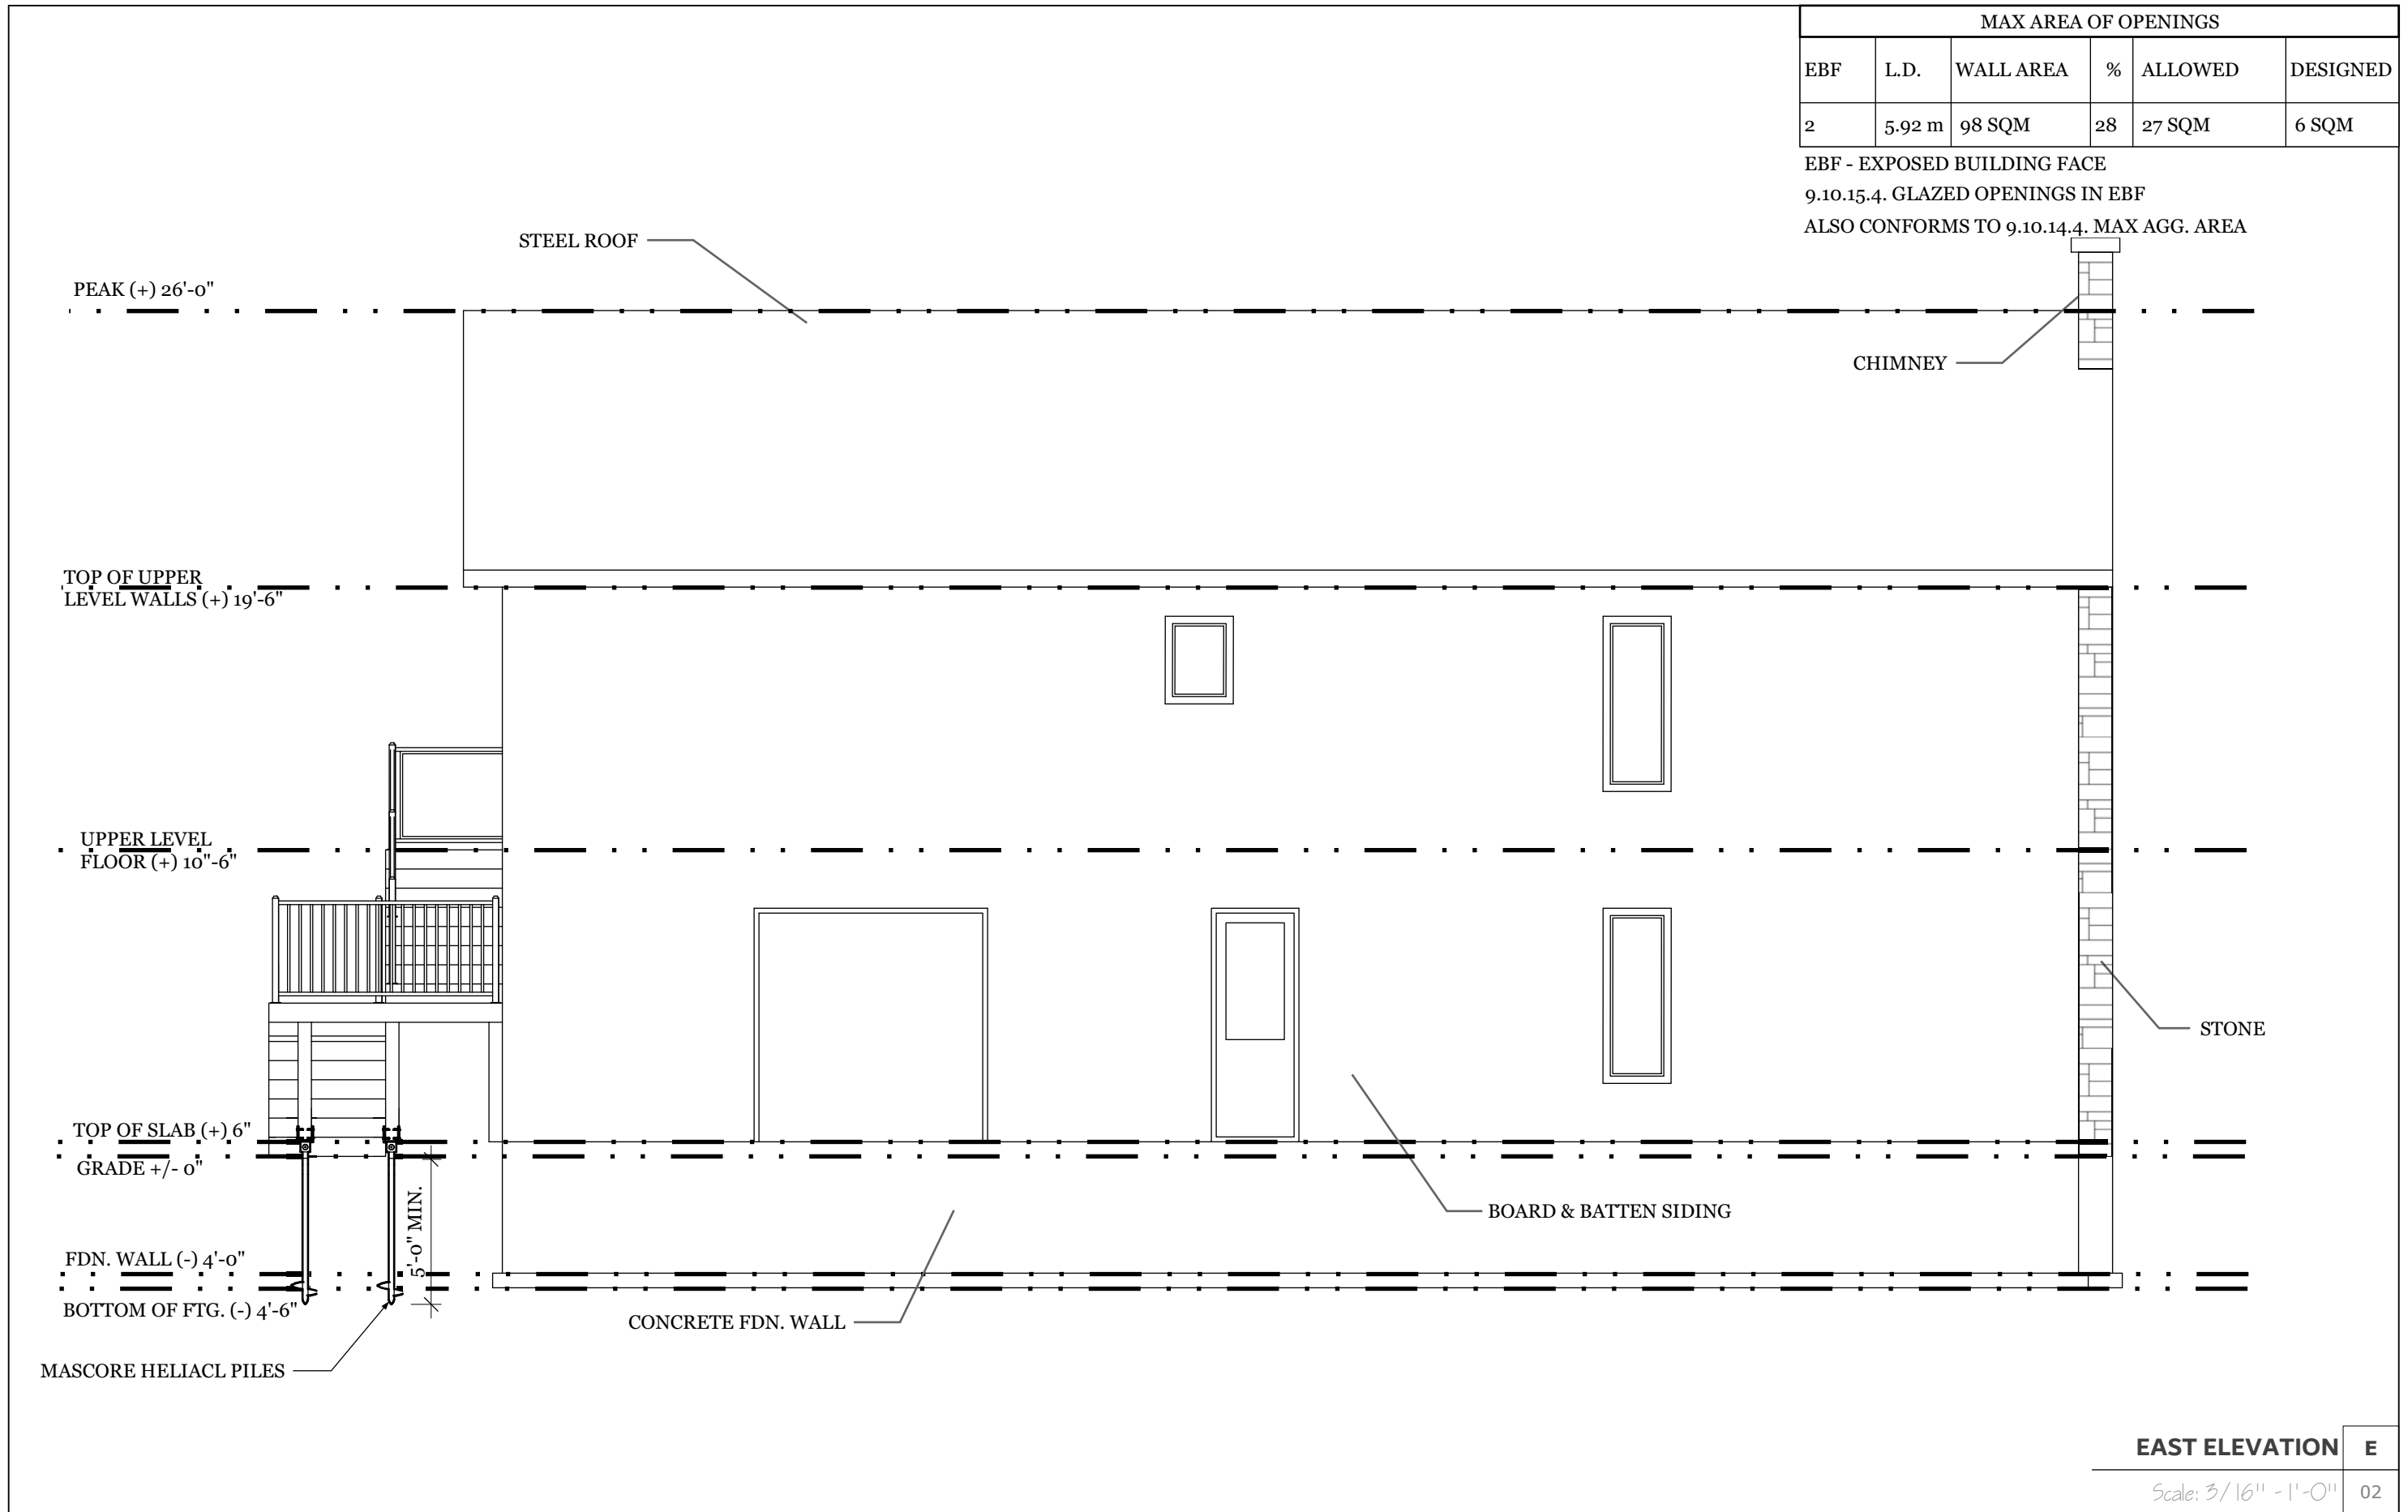 MAX AREA OF OPENINGS
EBF L.D. WALL AREA % ALLOWED DESIGNED
2 5.92 m 98 SQM 28 27 SQM 6 SQM
EBF - EXPOSED BUILDING FACE
9.10.15.4. GLAZED OPENINGS IN EBF
ALSO CONFORMS TO 9.10.14.4. MAX AGG. AREA
STEEL ROOF
PEAK (+) 26'-0"
CHIMNEY
TOP OF UPPER
LEVEL WALLS (+) 19'-6"
UPPER LEVEL
FLOOR (+) 10"-6"
STONE
TOP OF SLAB (+) 6"
GRADE +/- 0"
5'-0" MIN.
BOARD & BATTEN SIDING
FDN. WALL (-) 4'-0"
BOTTOM OF FTG. (-) 4'-6"
CONCRETE FDN. WALL
MASCORE HELIACL PILES
EAST ELEVATION E
Scale: 3/16" - 1'-0" 02